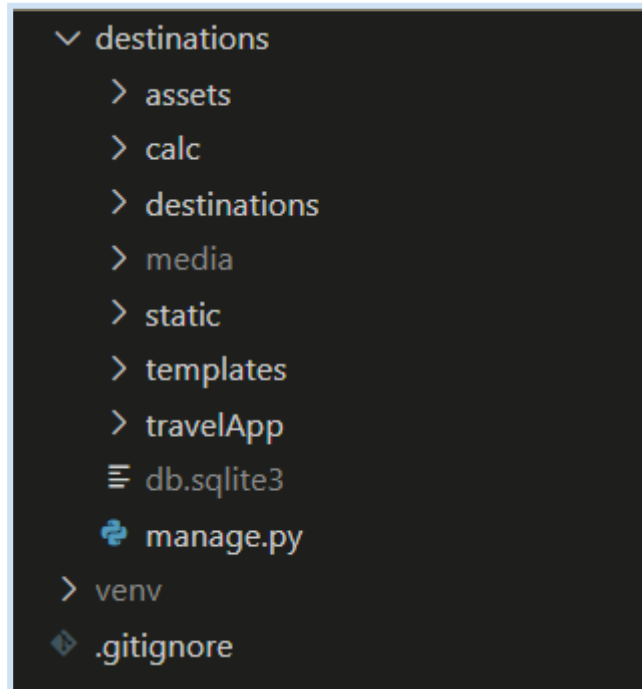 destinations
assets
calc
destinations
media
static
templates
travelApp
db.sqlite3
manage.py
venv
.gitignore